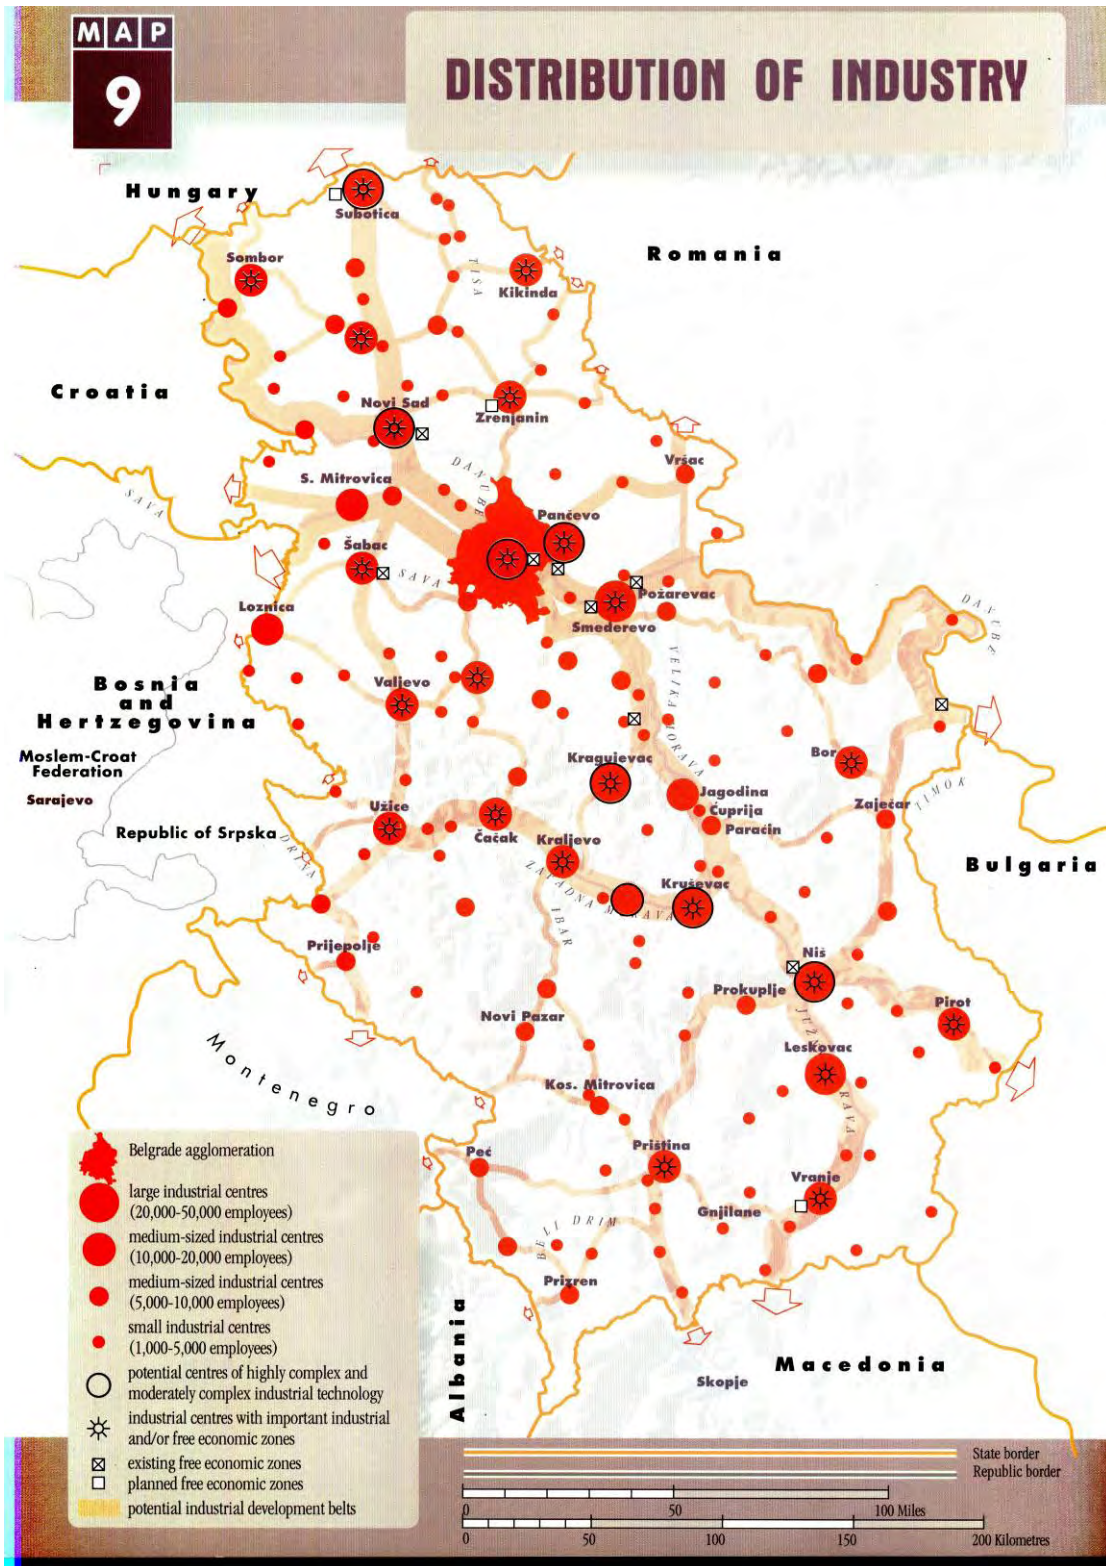 MAP
9
DISTRIBUTION OF INDUSTRY
Hungary
Subotica
Romania
Sombor
TISA
Kikinda
Croatia
Novi Sad
Zrenjanin
DANUBE
Vršac
S. Mitrovica
SAVA
Pančevo
Šabac
SAVA
Požarevac
Loznica
Smederevo
DANUBE
VELIKA MORAVA
Bosnia
and
Hertzegovina
Valjevo
Moslem-Croat
Federation
Sarajevo
Kragujevac
Bor
Jagodina
TIMOK
Užice
Ćuprija
Zaječar
Republic of Srpska
Čačak
Kraljevo
Paraćin
DRINA
Bulgaria
ZAPADNA MORAVA
Kruševac
IBAR
Prijepolje
Niš
Prokuplje
Pirot
Novi Pazar
Montenegro
Leskovac
Kos. Mitrovica
Priština
Peć
Vranje
Gnjilane
BELI DRIM
Prizren
Albania
Macedonia
Skopje
Belgrade agglomeration
large industrial centres
(20,000-50,000 employees)
medium-sized industrial centres
(10,000-20,000 employees)
medium-sized industrial centres
(5,000-10,000 employees)
small industrial centres
(1,000-5,000 employees)
potential centres of highly complex and
moderately complex industrial technology
industrial centres with important industrial
and/or free economic zones
existing free economic zones
planned free economic zones
potential industrial development belts
State border
Republic border
0 50 100 Miles
0 50 100 150 200 Kilometres